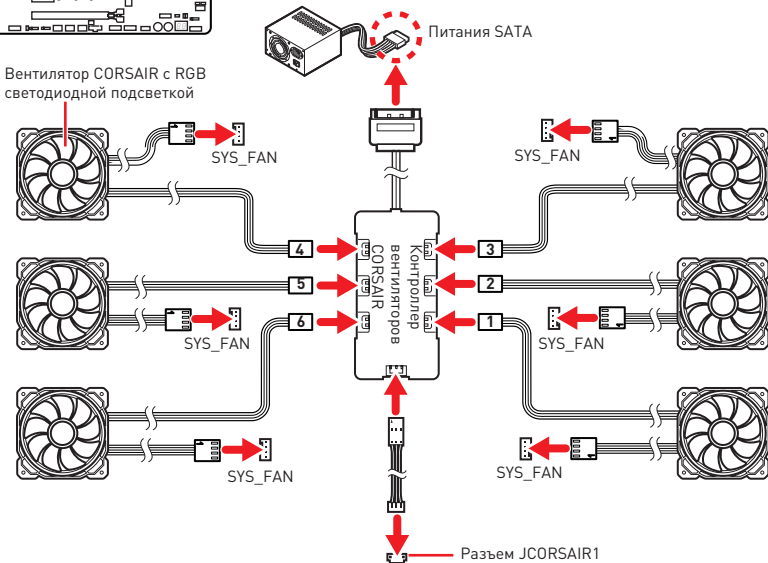 Питания SATA
Вентилятор CORSAIR с RGB
светодиодной подсветкой
SYS_FAN
SYS_FAN
4
3
5
2
6
1
Контроллер
вентиляторов
CORSAIR
SYS_FAN
SYS_FAN
SYS_FAN
SYS_FAN
Разъем JCORSAIR1